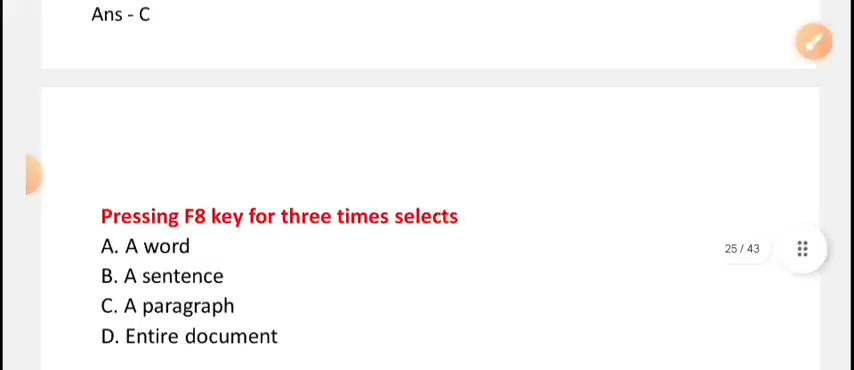 Ans - C
Pressing F8 key for three times selects
A. A word
25 / 43
B. A sentence
C. A paragraph
D. Entire document